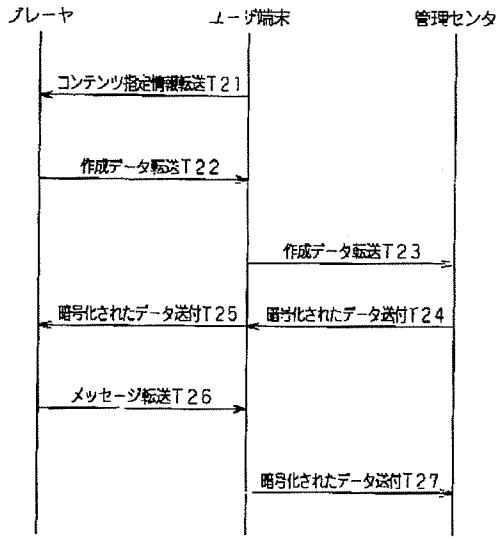 プレーヤ ユーザ端末 管理センタ
コンテンツ指定情報転送T21
作成データ転送T22
作成データ転送T23
暗号化されたデータ送付T25 暗号化されたデータ送付T24
メッセージ転送T26
暗号化されたデータ送付T27